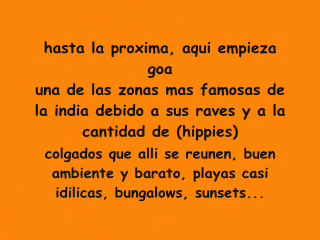 hasta la proxima, aqui empieza
goa
una de las zonas mas famosas de
la india debido a sus raves y a la
cantidad de (hippies)
colgados que alli se reunen, buen
ambiente y barato, playas casi
idilicas, bungalows, sunsets...